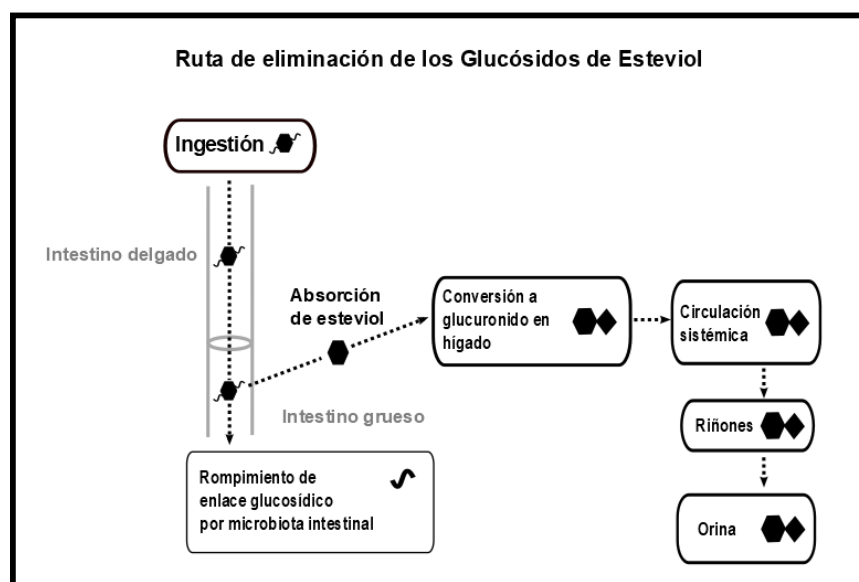 Ruta de eliminación de los Glucósidos de Esteviol
Ingestión
Intestino delgado
Absorción
de esteviol
Conversión a
glucuronido en
hígado
Circulación
sistémica
Intestino grueso
Riñones
Rompimiento de
enlace glucosídico
por microbiota intestinal
Orina